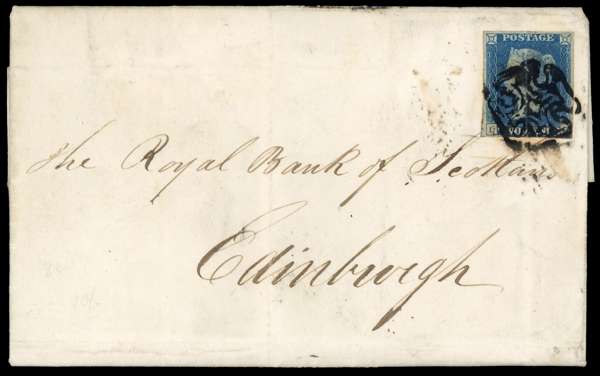 POSTAGE
The Royal Bank of Scotland
Edinburgh